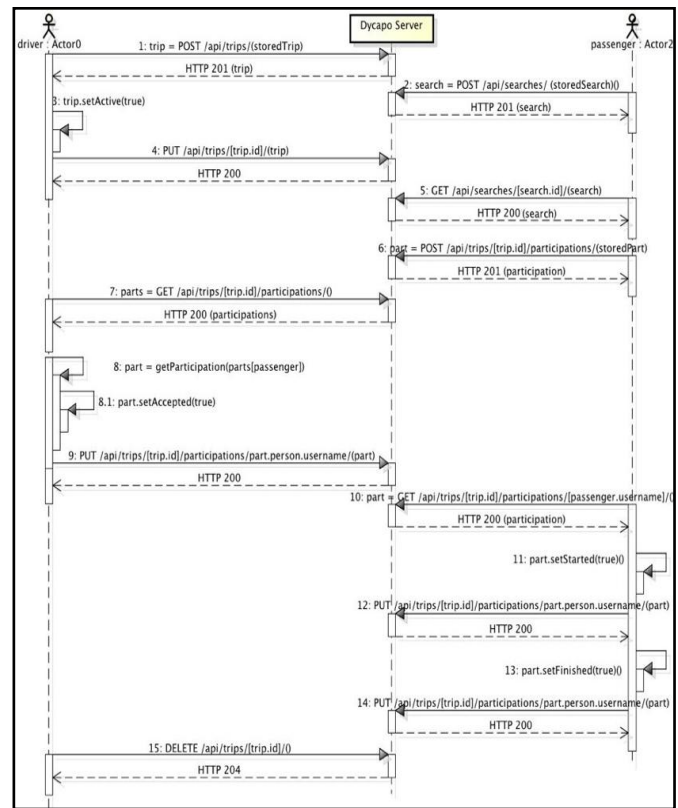 Dycapo Server
driver : Actor0
passenger : Actor2
1: trip = POST /api/trips/(storedTrip)
HTTP 201 (trip)
2: search = POST /api/searches/ (storedSearch)()
HTTP 201 (search)
3: trip.setActive(true)
4: PUT /api/trips/[trip.id]/(trip)
HTTP 200
5: GET /api/searches/[search.id]/(search)
HTTP 200 (search)
6: part = POST /api/trips/[trip.id]/participations/(storedPart)
HTTP 201 (participation)
7: parts = GET /api/trips/[trip.id]/participations/()
HTTP 200 (participations)
8: part = getParticipation(parts[passenger])
8.1: part.setAccepted(true)
9: PUT /api/trips/[trip.id]/participations/part.person.username/(part)
HTTP 200
10: part = GET /api/trips/[trip.id]/participations/[passenger.username]/()
HTTP 200 (participation)
11: part.setStarted(true)()
12: PUT /api/trips/[trip.id]/participations/part.person.username/(part)
HTTP 200
13: part.setFinished(true)()
14: PUT /api/trips/[trip.id]/participations/part.person.username/(part)
HTTP 200
15: DELETE /api/trips/[trip.id]/()
HTTP 204